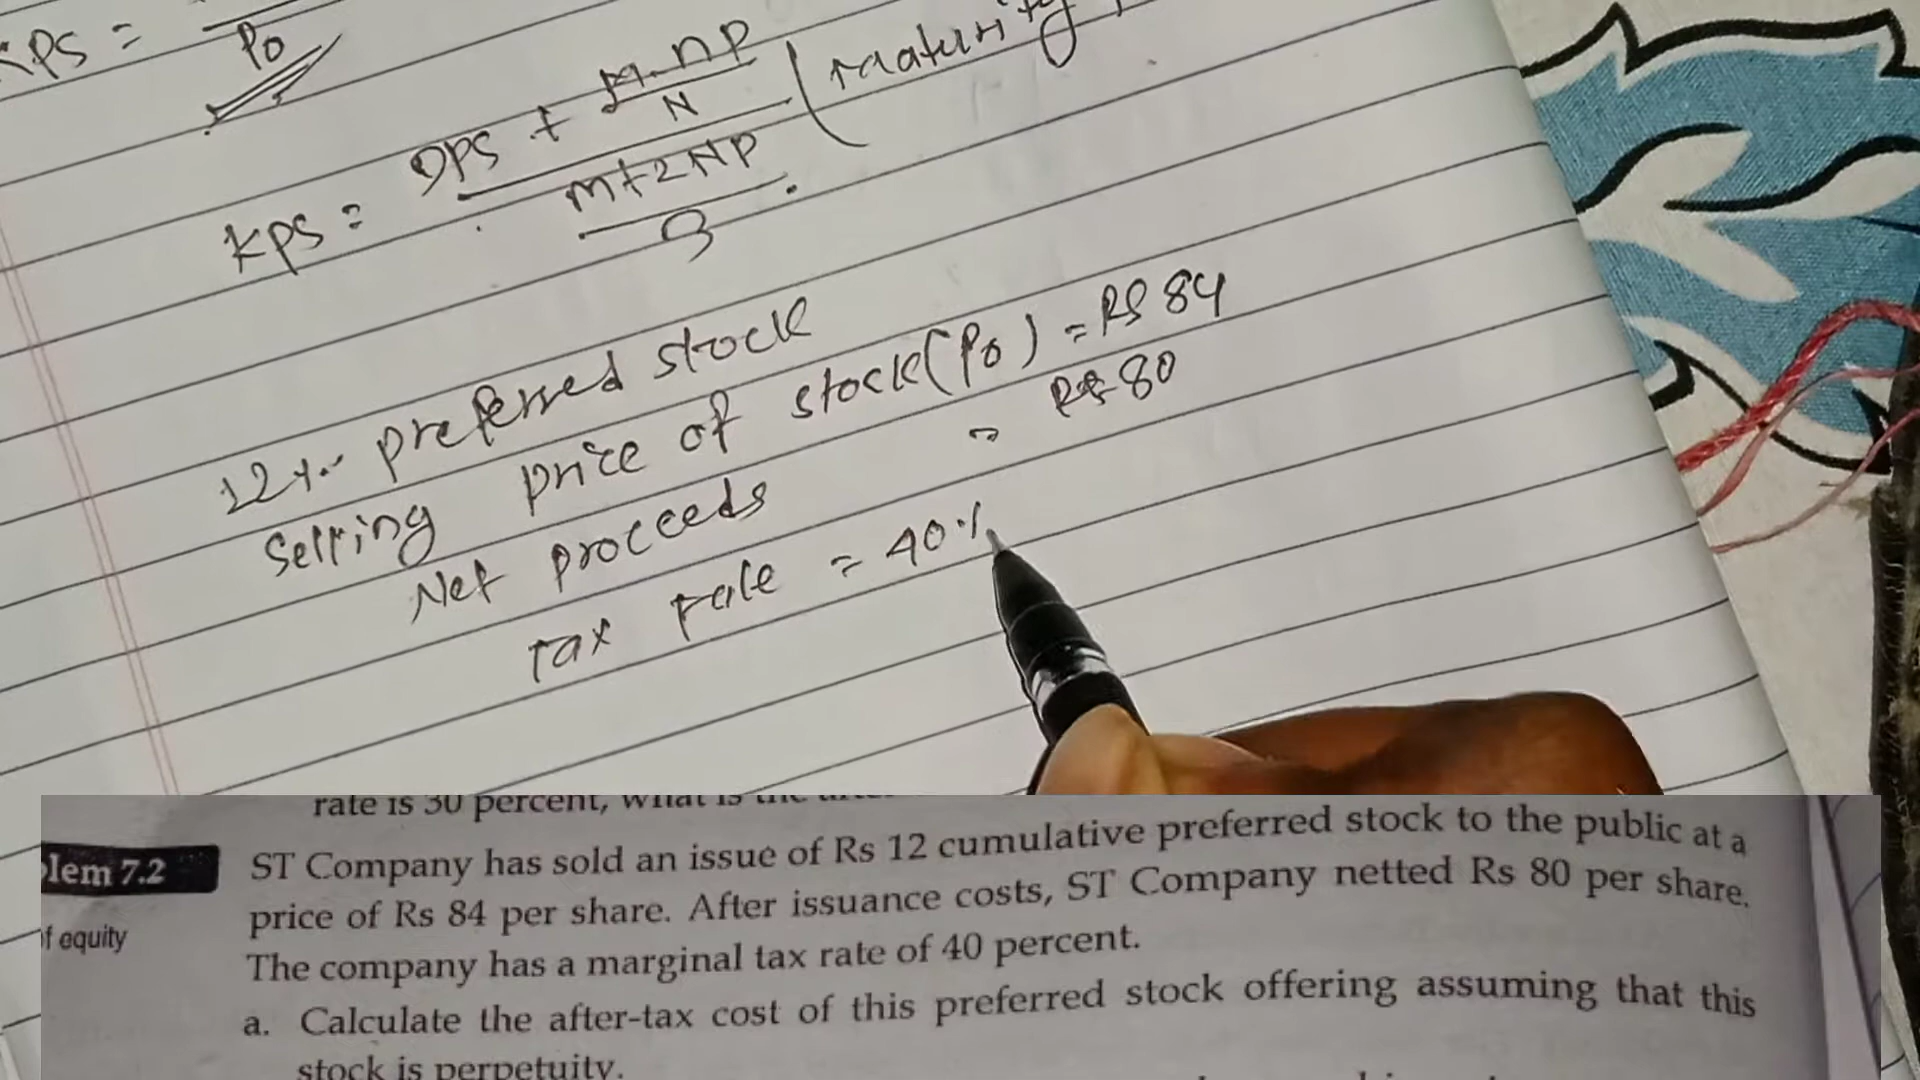 KPS =
P0
KPS = DPS + M-NP (maturity
N
M+2NP
3
12%. preferred stock
Selling price of stock(P0) = RS 84
Net proceeds = RS 80
Tax rate = 40%
rate is 30 percent, what is the
lem 7.2
f equity
ST Company has sold an issue of Rs 12 cumulative preferred stock to the public at a
price of Rs 84 per share. After issuance costs, ST Company netted Rs 80 per share.
The company has a marginal tax rate of 40 percent.
a. Calculate the after-tax cost of this preferred stock offering assuming that this
stock is perpetuity.